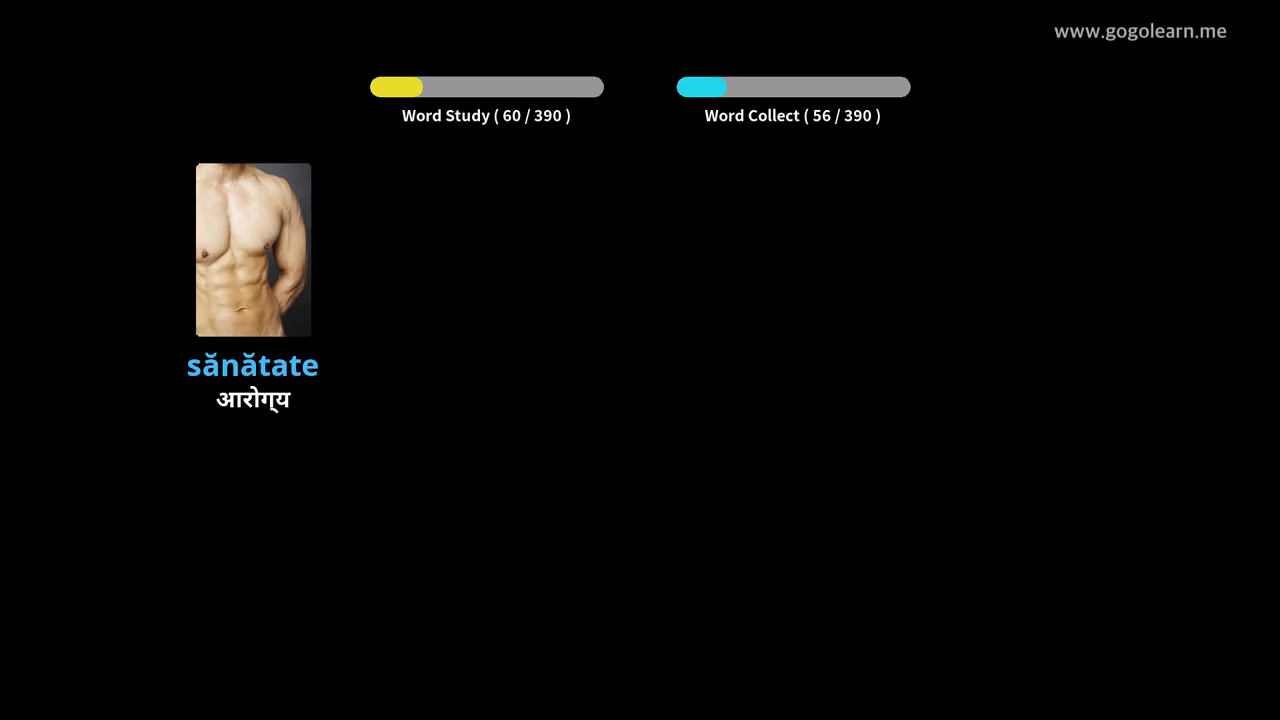 www.gogolearn.me
Word Study ( 60 / 390 )
Word Collect ( 56 / 390 )
sănătate
आरोग्य